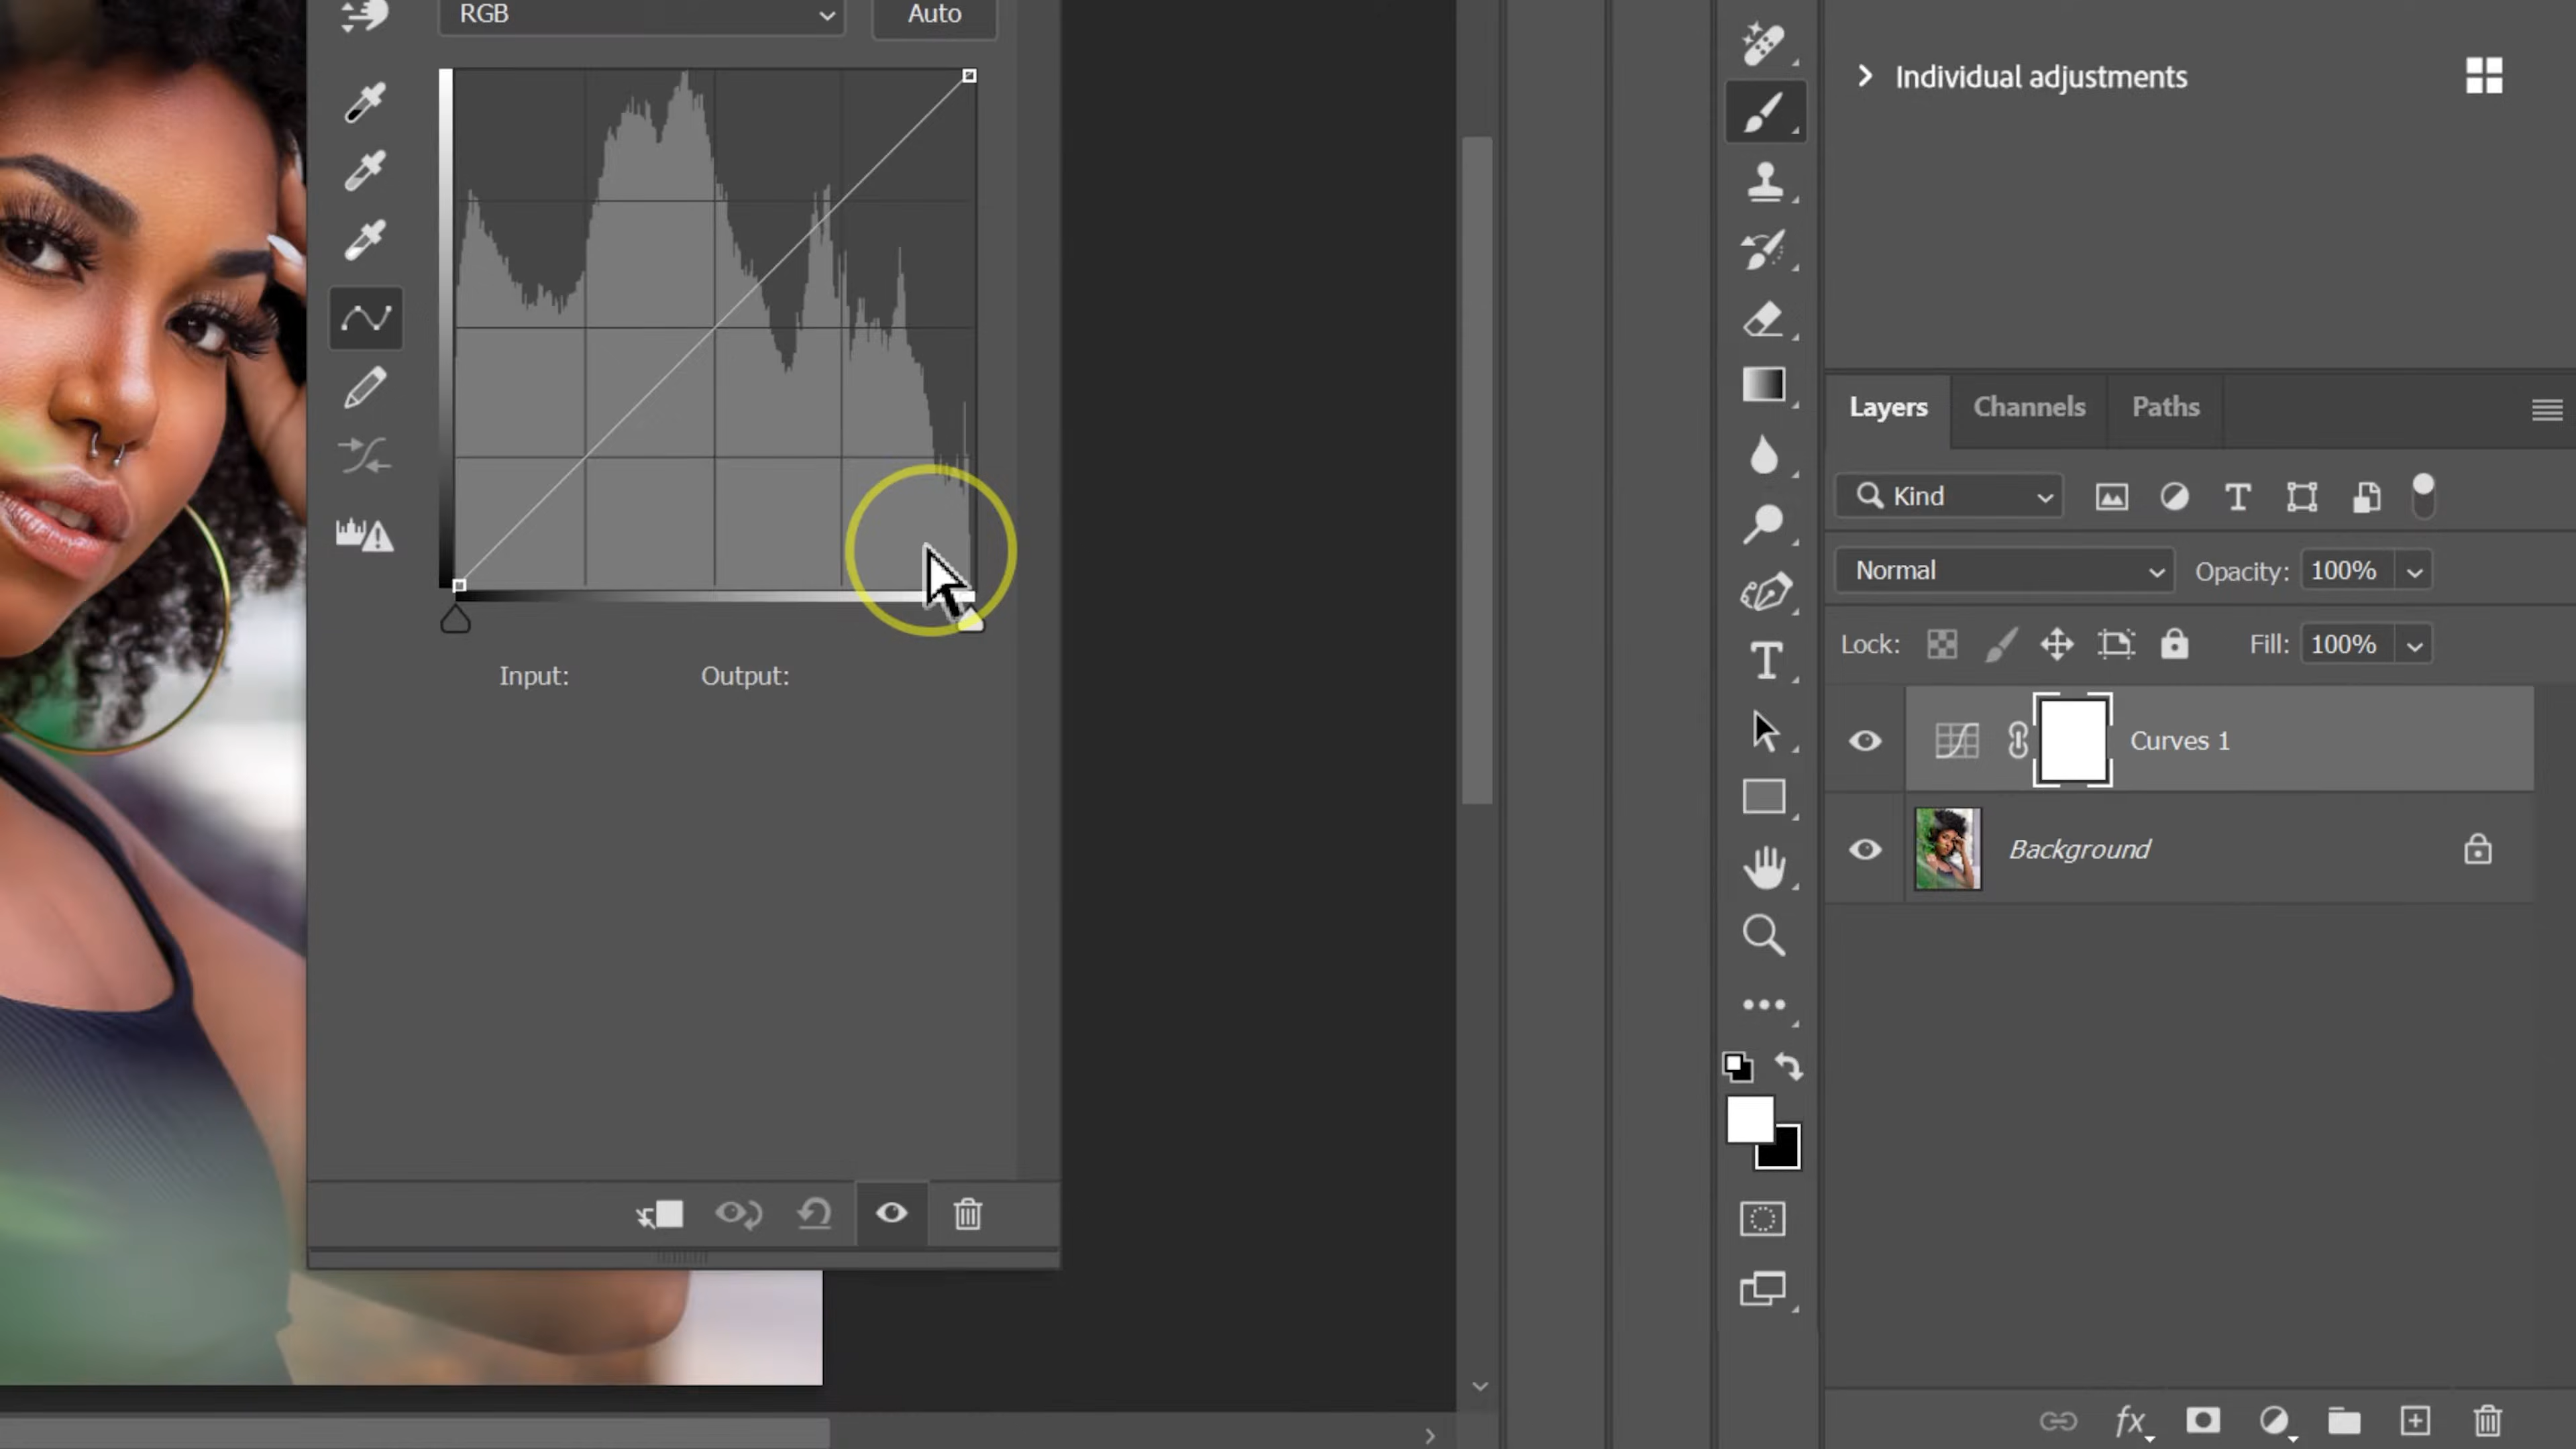 RGB
Auto
Individual adjustments
Layers
Channels
Paths
Kind
Normal
Opacity: 100%
Lock:
Fill: 100%
Input:
Output:
Curves 1
Background
fx